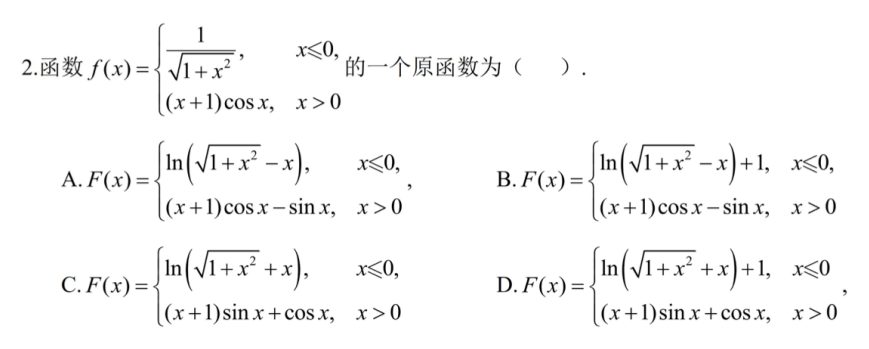 2.函数 f(x) = { 1/√(1+x²), x⩽0, (x+1)cos x, x>0 的一个原函数为（ ）.
A. F(x) = { ln(√(1+x²) − x), x⩽0, (x+1)cos x − sin x, x>0 ,
B. F(x) = { ln(√(1+x²) − x)+1, x⩽0, (x+1)cos x − sin x, x>0
C. F(x) = { ln(√(1+x²) + x), x⩽0, (x+1)sin x + cos x, x>0
D. F(x) = { ln(√(1+x²) + x)+1, x⩽0 (x+1)sin x + cos x, x>0 ,